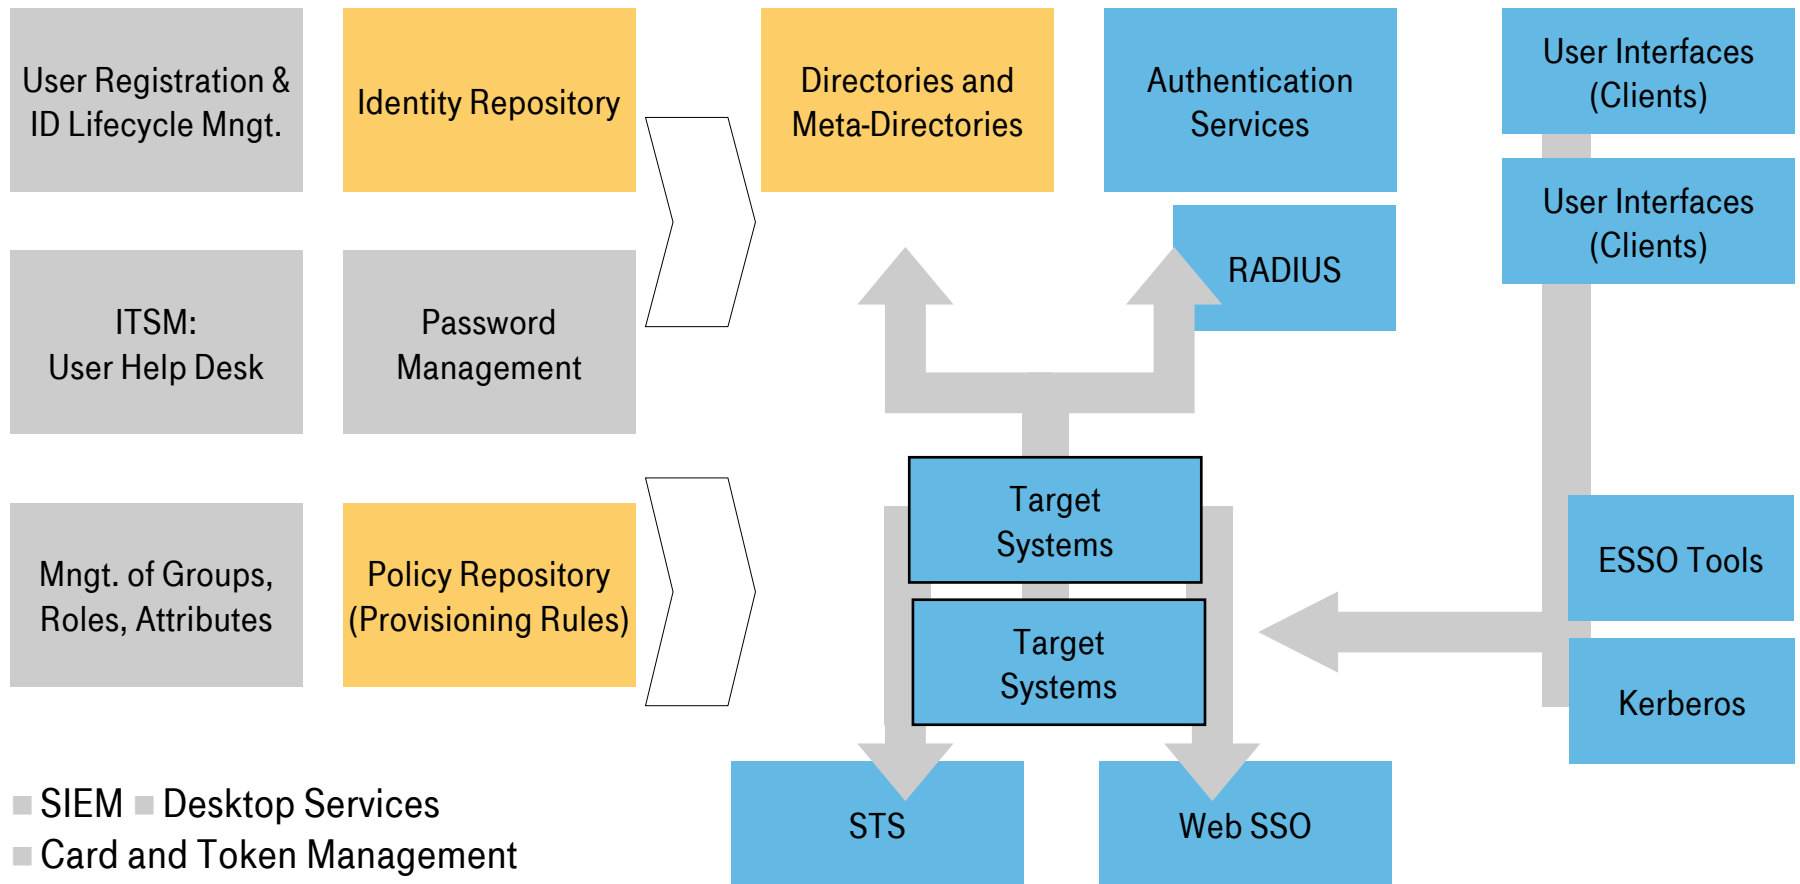 User Registration &
ID Lifecycle Mngt.
Identity Repository
Directories and
Meta-Directories
Authentication
Services
User Interfaces
(Clients)
User Interfaces
(Clients)
RADIUS
ITSM:
User Help Desk
Password
Management
Target
Systems
Mngt. of Groups,
Roles, Attributes
Policy Repository
(Provisioning Rules)
ESSO Tools
Target
Systems
Kerberos
SIEM Desktop Services
Card and Token Management
STS
Web SSO